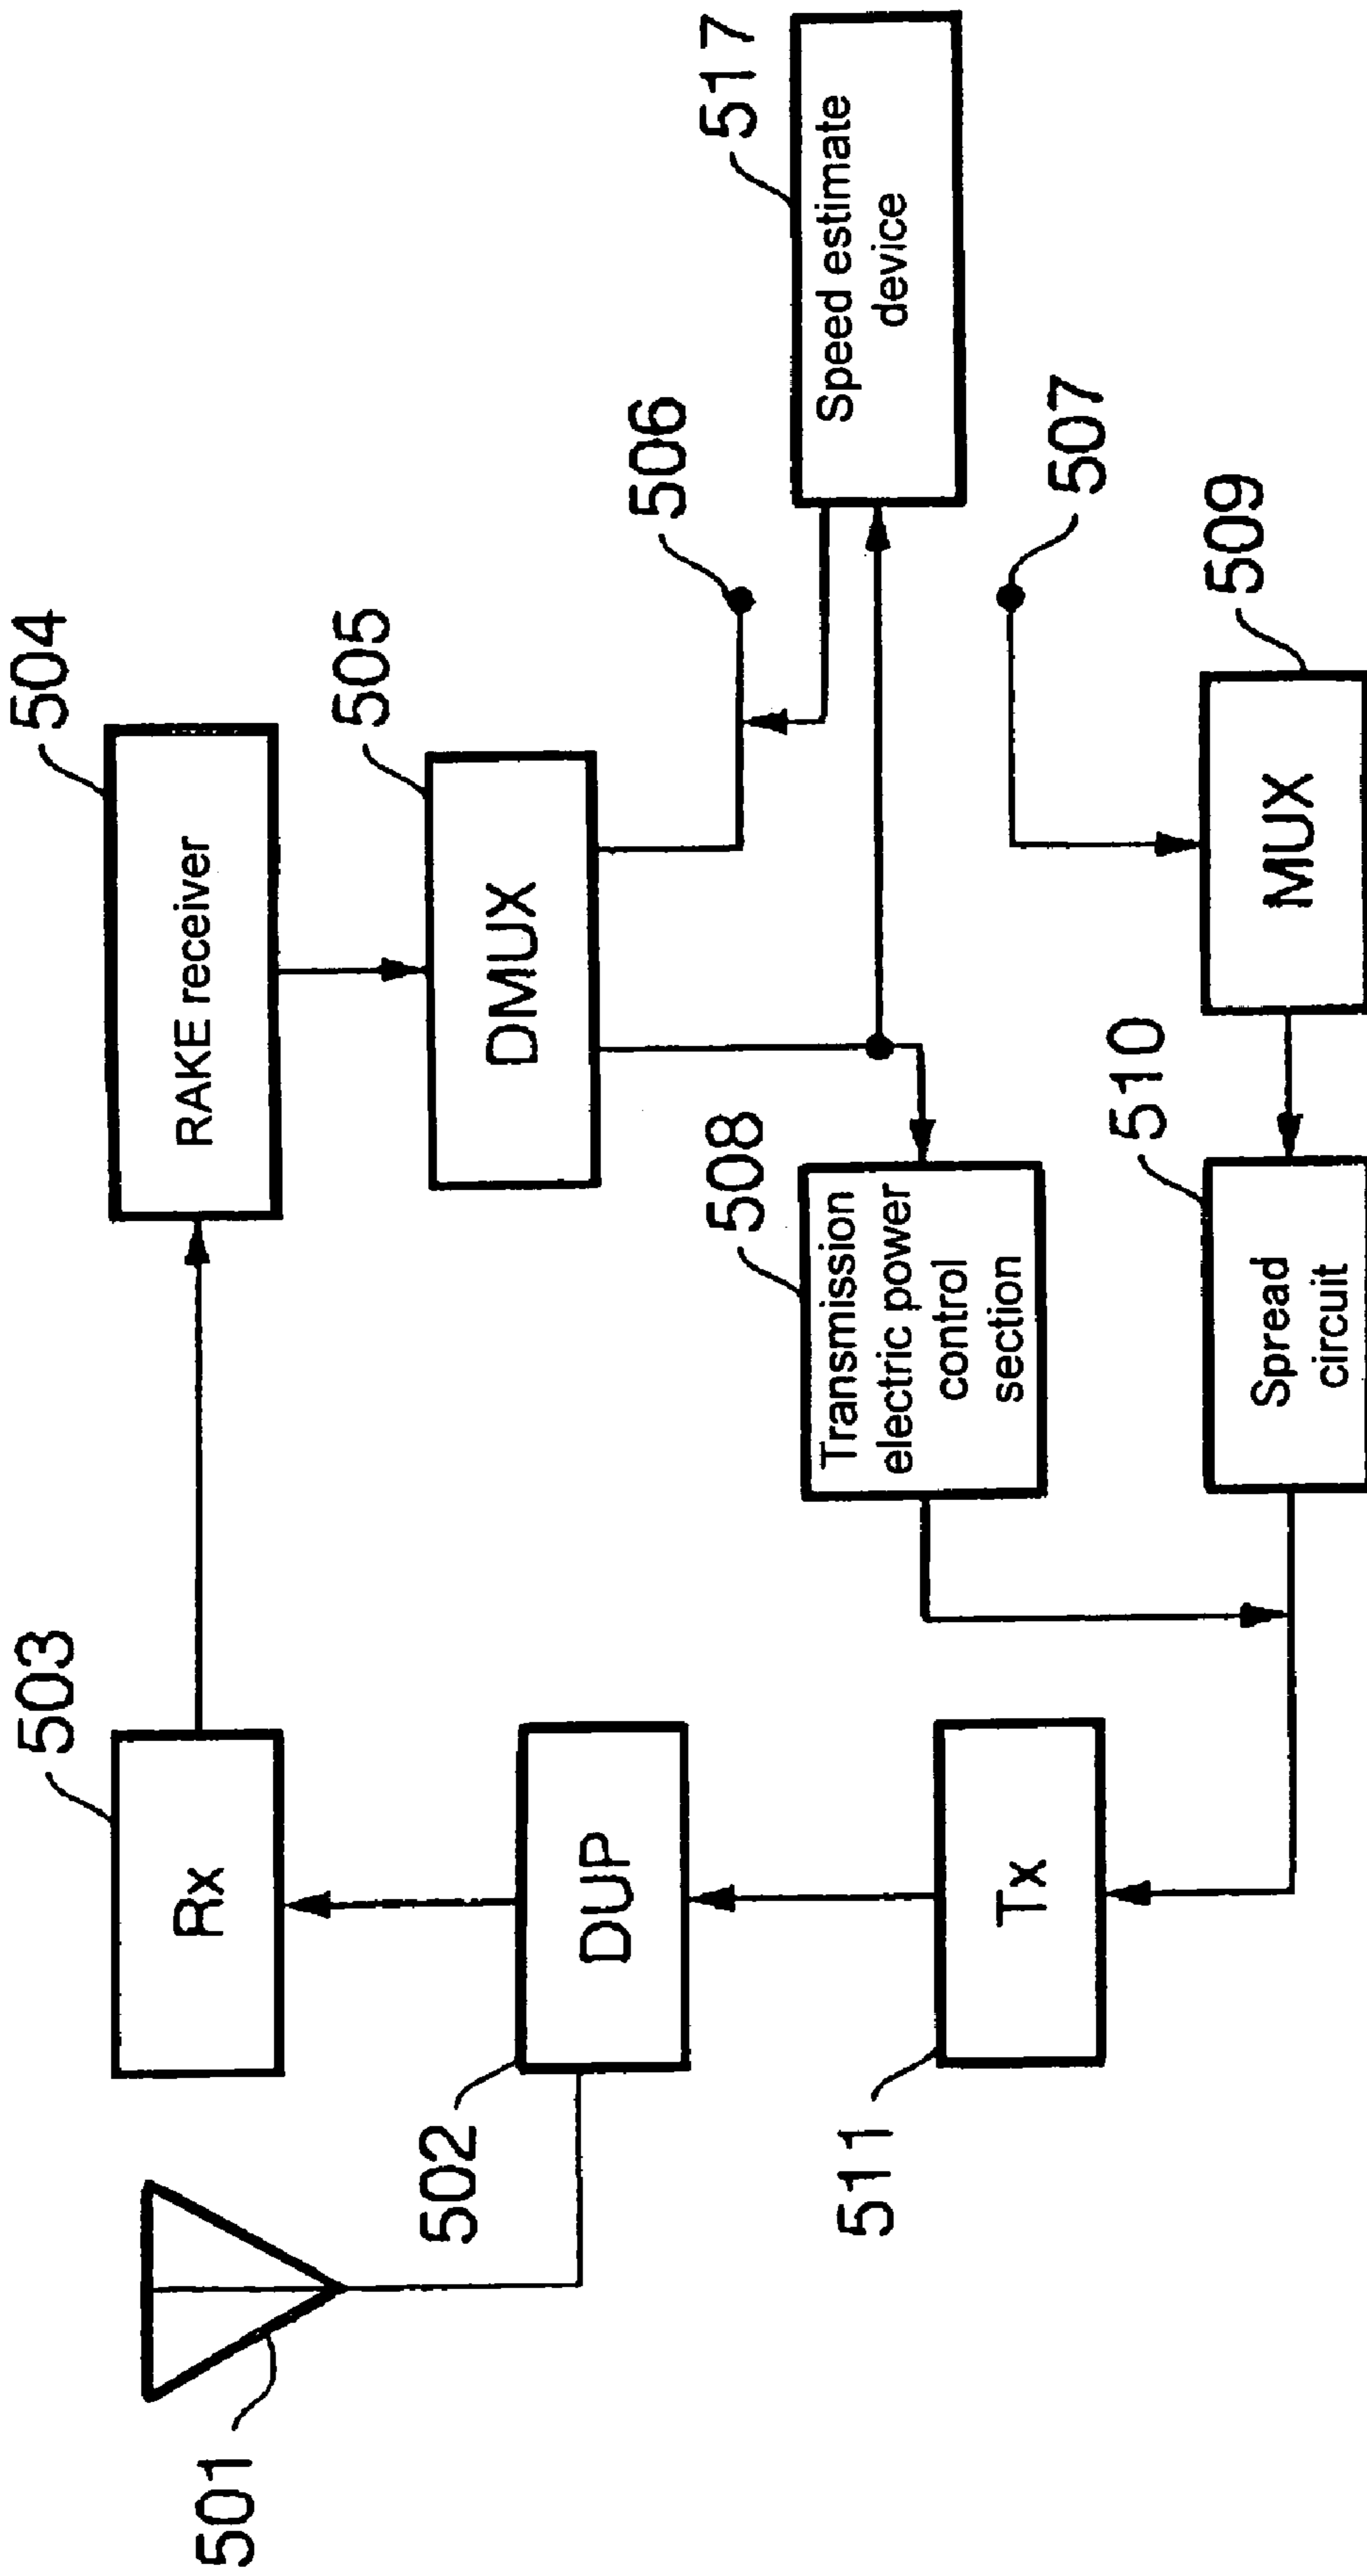 504
RAKE receiver
503
Rx
505
DMUX
506
517
Speed estimate
device
502
DUP
508
Transmission
electric power
control
section
507
501
511
Tx
510
Spread
circuit
509
MUX